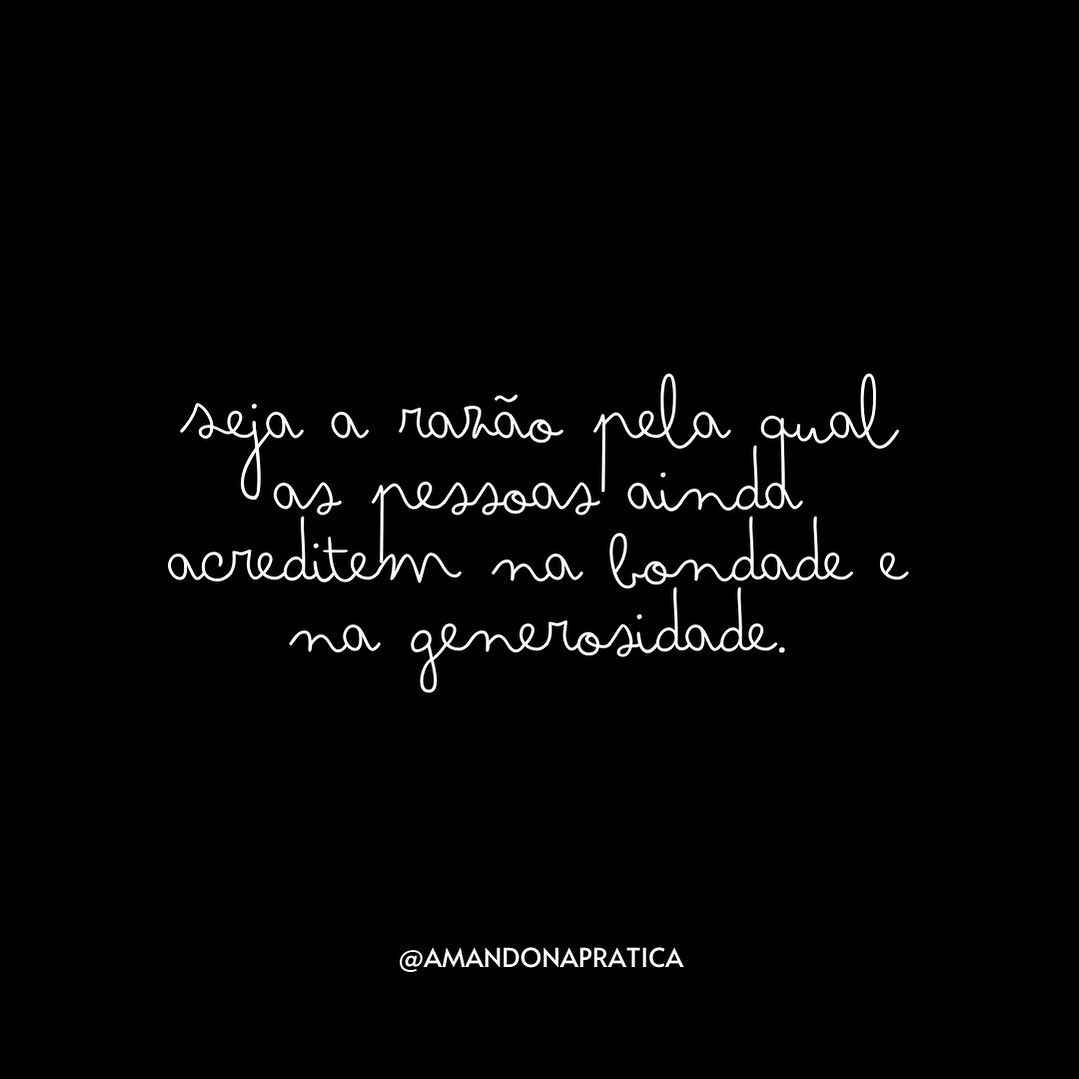 seja a razão pela qual
as pessoas ainda
acreditem na bondade e
na generosidade.
@AMANDONAPRATICA